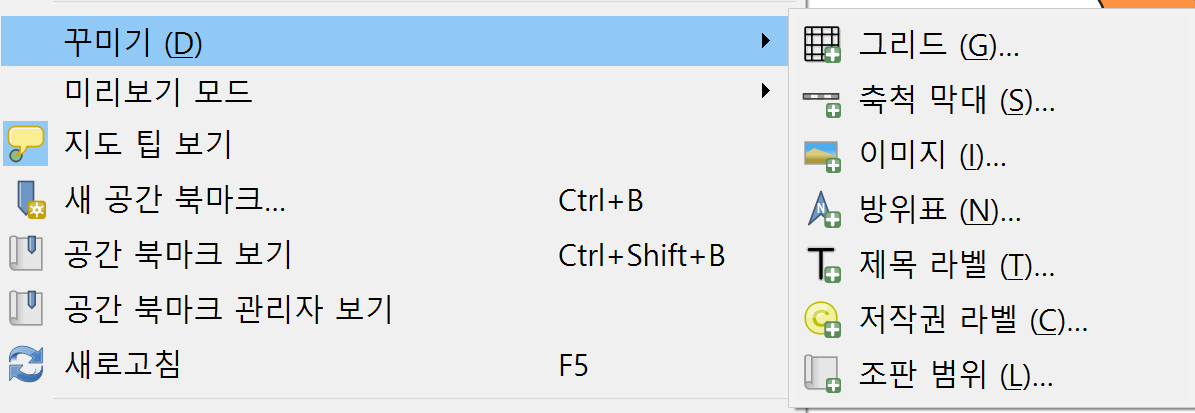 꾸미기 (D)
미리보기 모드
지도 팁 보기
새 공간 북마크... Ctrl+B
공간 북마크 보기 Ctrl+Shift+B
공간 북마크 관리자 보기
새로고침 F5
그리드 (G)...
축척 막대 (S)...
이미지 (I)...
방위표 (N)...
제목 라벨 (T)...
저작권 라벨 (C)...
조판 범위 (L)...